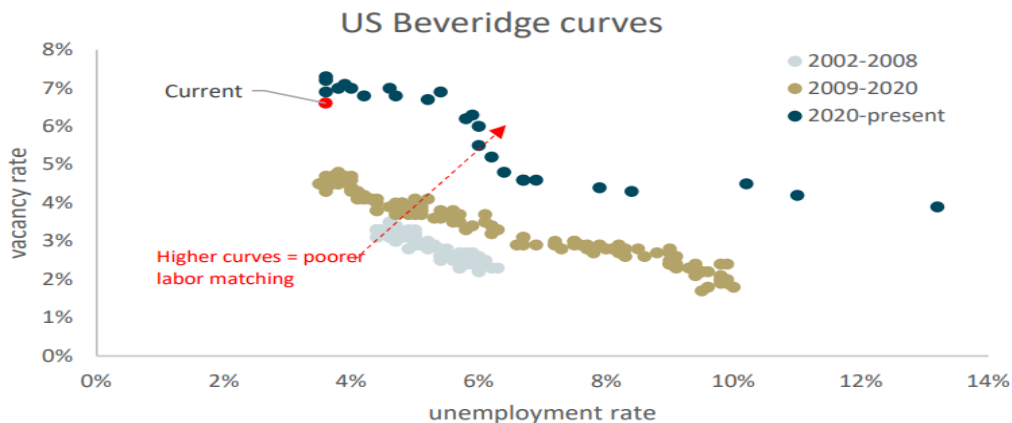 US Beveridge curves
8%
7%
6%
5%
4%
3%
2%
1%
0%
vacancy rate
Current
2002-2008
2009-2020
2020-present
Higher curves = poorer
labor matching
0%
2%
4%
6%
8%
10%
12%
14%
unemployment rate